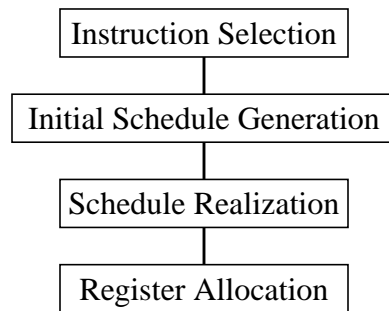 Instruction Selection
Initial Schedule Generation
Schedule Realization
Register Allocation